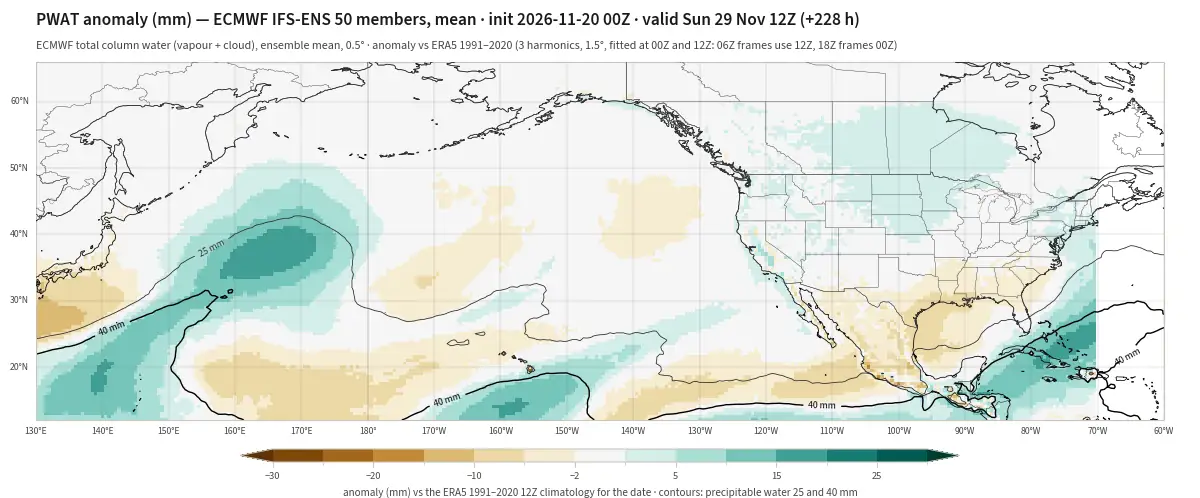 PWAT anomaly (mm) — ECMWF IFS-ENS 50 members, mean · init 2026-11-20 00Z · valid Sun 29 Nov 12Z (+228 h)
ECMWF total column water (vapour + cloud), ensemble mean, 0.5° · anomaly vs ERA5 1991–2020 (3 harmonics, 1.5°, fitted at 00Z and 12Z: 06Z frames use 12Z, 18Z frames 00Z)
60°N
50°N
40°N
30°N
20°N
25 mm
40 mm
40 mm
40 mm
40 mm
130°E 140°E 150°E 160°E 170°E 180° 170°W 160°W 150°W 140°W 130°W 120°W 110°W 100°W 90°W 80°W 70°W 60°W
−30 −20 −10 −2 5 15 25
anomaly (mm) vs the ERA5 1991–2020 12Z climatology for the date · contours: precipitable water 25 and 40 mm